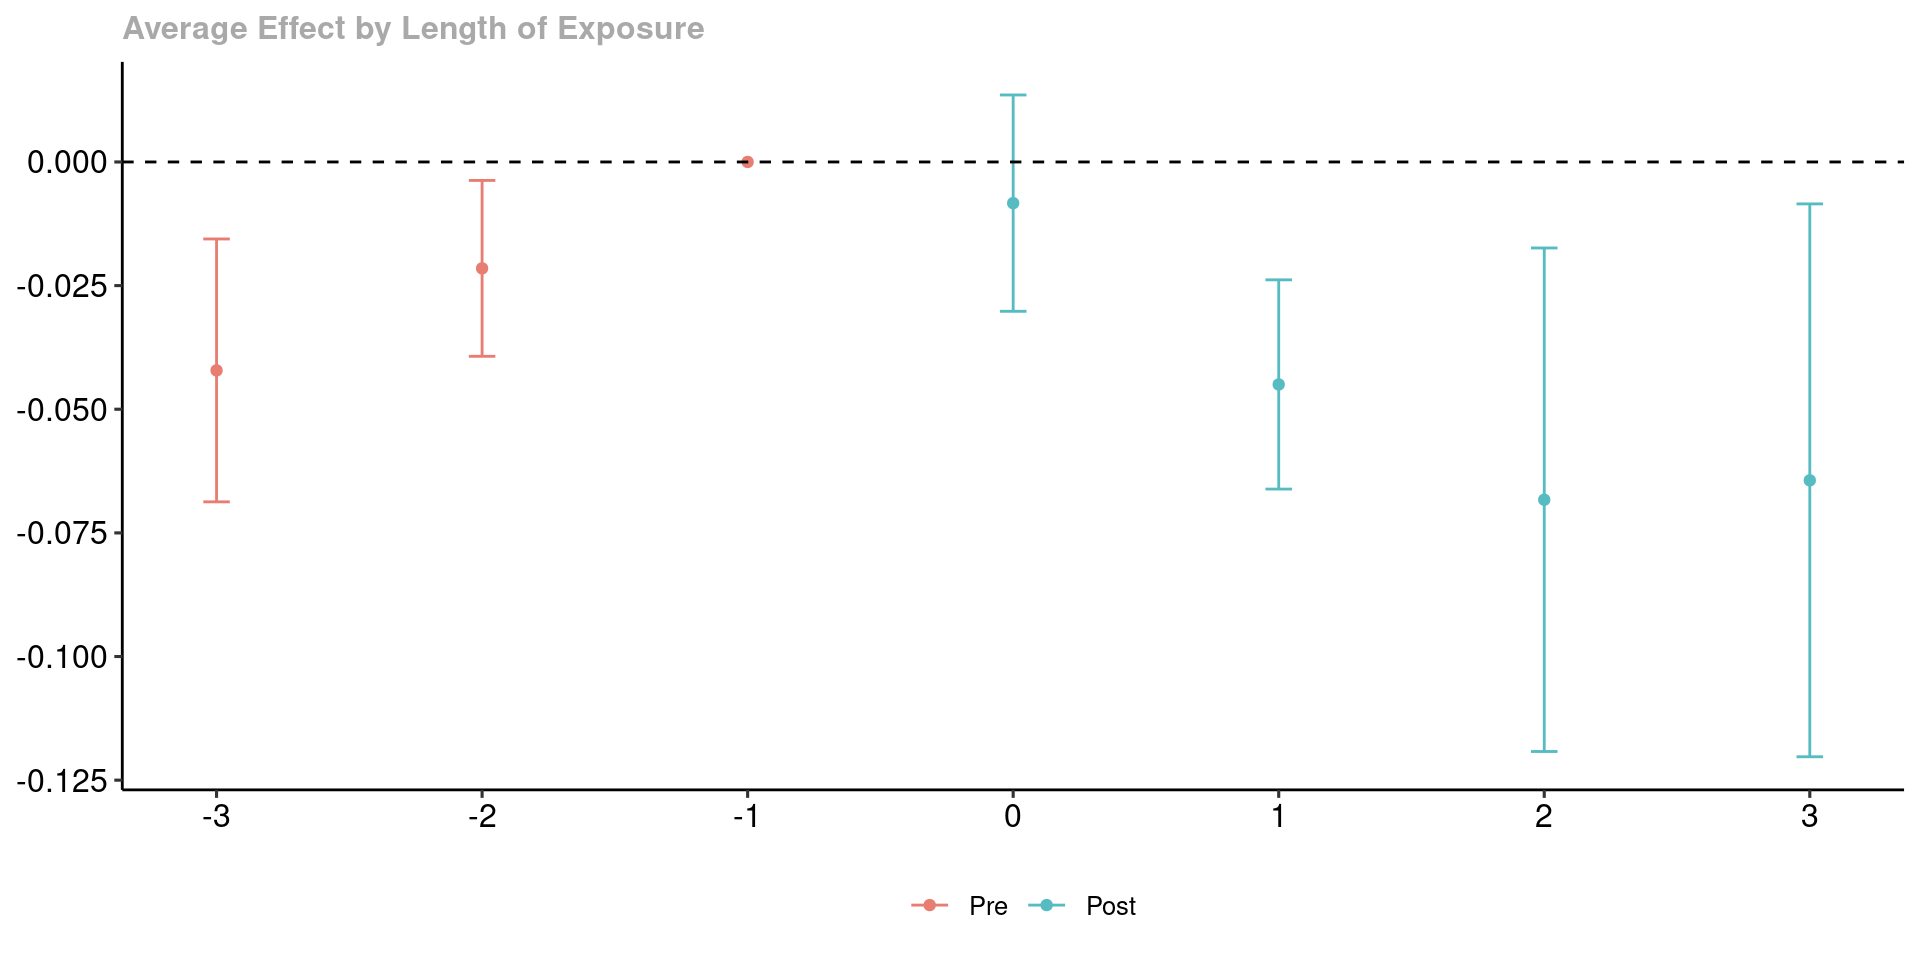 Average Effect by Length of Exposure
0.000
-0.025
-0.050
-0.075
-0.100
-0.125
-3 -2 -1 0 1 2 3
Pre Post